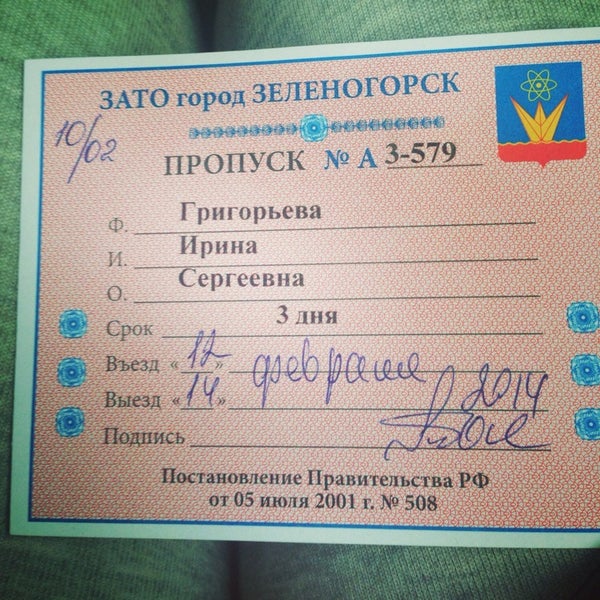 ЗАТО город ЗЕЛЕНОГОРСК
10/02
ПРОПУСК № А 3-579
Ф. Григорьева
И. Ирина
О. Сергеевна
Срок 3 дня
Въезд «12» февраля
Выезд «14» 2014
Подпись
Постановление Правительства РФ
от 05 июля 2001 г. № 508